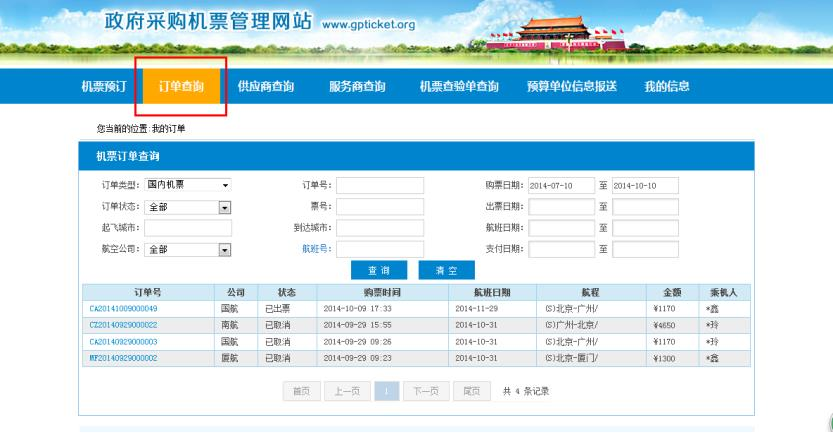 政府采购机票管理网站 www.gpticket.org
机票预订 订单查询 供应商查询 服务商查询 机票查验单查询 预算单位信息报送 我的信息
您当前的位置:我的订单
机票订单查询
订单类型: 国内机票 订单号: 购票日期: 2014-07-10 至 2014-10-10
订单状态: 全部 票号: 出票日期: 至
起飞城市: 到达城市: 航班日期: 至
航空公司: 全部 航班号: 支付日期: 至
查询 清空
订单号 公司 状态 购票时间 航班日期 航程 金额 乘机人
CA20141009000049 国航 已出票 2014-10-09 17:33 2014-11-29 (S)北京-广州/ ¥1170 *鑫
CZ20140929000022 南航 已取消 2014-09-29 15:55 2014-10-31 (S)广州-北京/ ¥4650 *玲
CA20140929000003 国航 已取消 2014-09-29 09:26 2014-10-31 (S)北京-广州/ ¥1170 *玲
MF20140929000002 厦航 已取消 2014-09-29 09:23 2014-10-31 (S)北京-厦门/ ¥1300 *鑫
首页 上一页 1 下一页 尾页 共 4 条记录